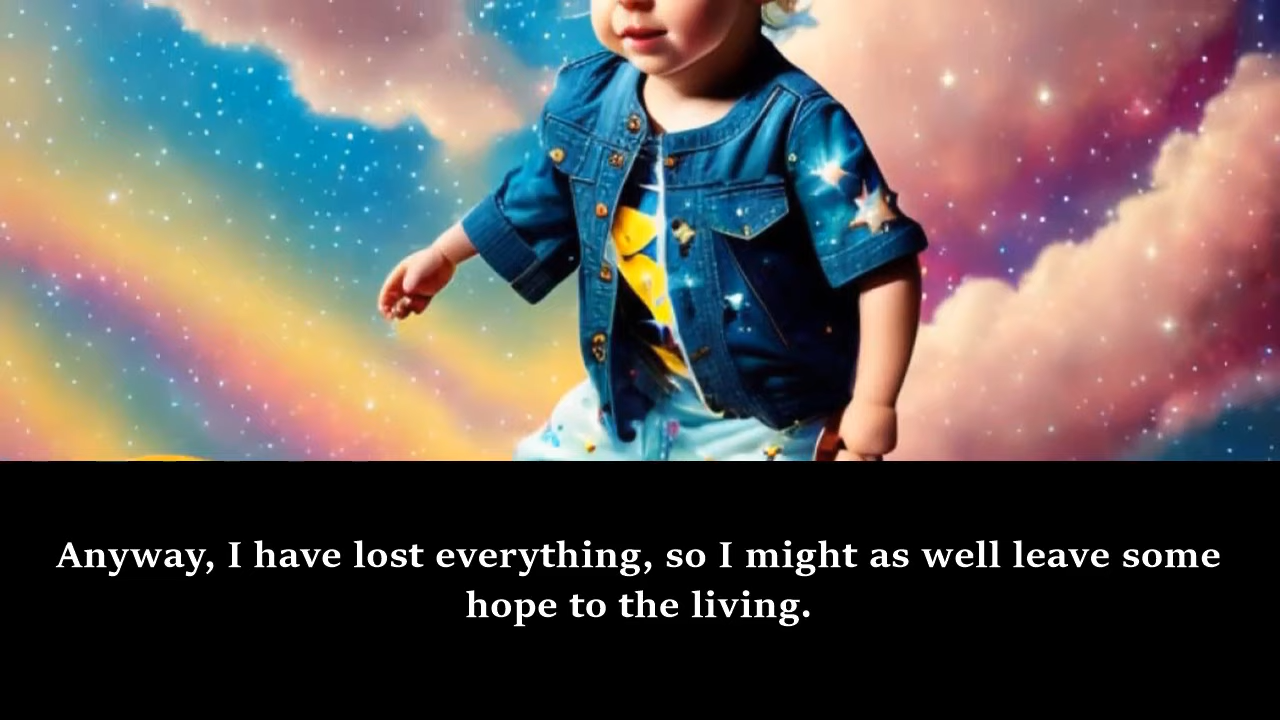 Anyway, I have lost everything, so I might as well leave some
hope to the living.